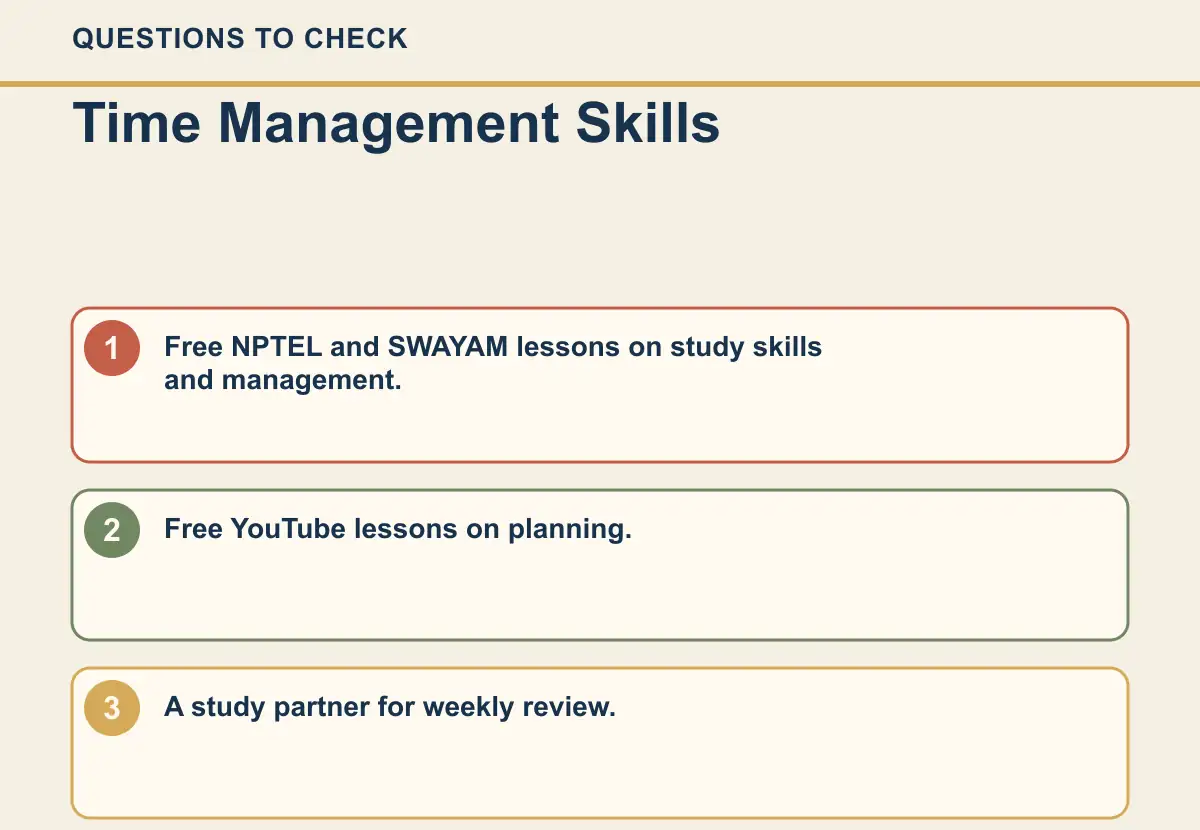 QUESTIONS TO CHECK
Time Management Skills
1
Free NPTEL and SWAYAM lessons on study skills
and management.
2
Free YouTube lessons on planning.
3
A study partner for weekly review.